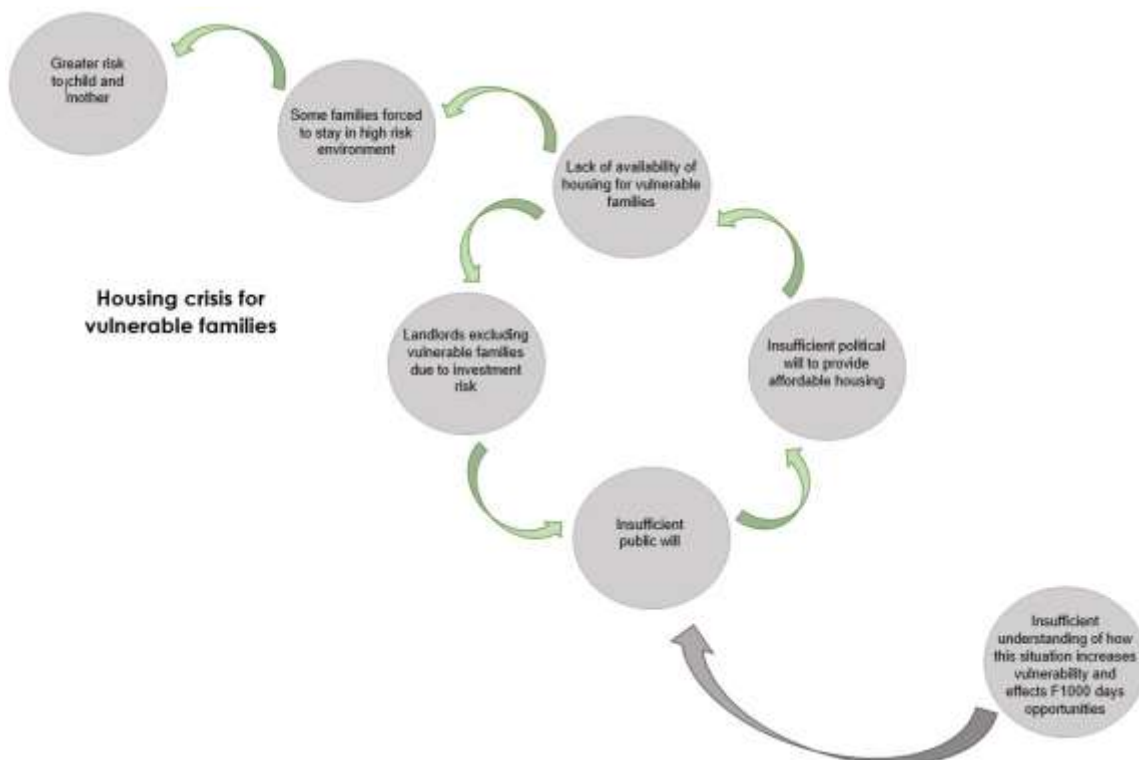 Greater risk
to child and
mother
Some families forced
to stay in high risk
environment
Lack of availability of
housing for vulnerable
families
Housing crisis for
vulnerable families
Landlords excluding
vulnerable families
due to investment
risk
Insufficient political
will to provide
affordable housing
Insufficient
public will
Insufficient
understanding of how
this situation increases
vulnerability and
effects F1000 days
opportunities